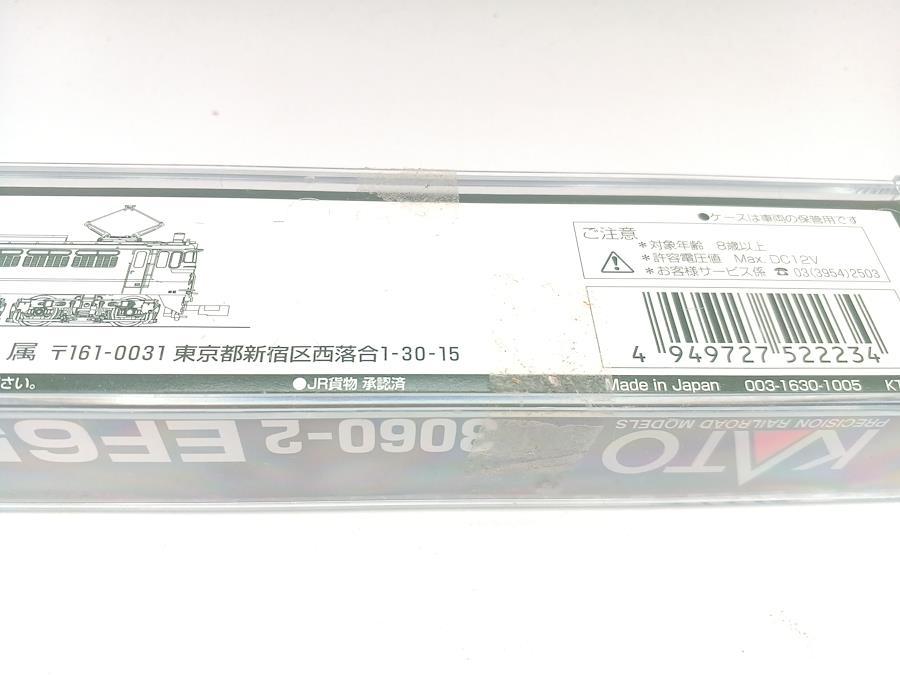 ●ケースは車両の保管用です
ご注意
＊対象年齢 8歳以上
＊許容電圧値 Max. DC12V
＊お客様サービス係 ☎ 03(3954)2503
4 949727 522234
属 〒161-0031 東京都新宿区西落合1-30-15
さい。 ●JR貨物 承認済 Made in Japan 003-1630-1005 KT
KATO
PRECISION RAILROAD MODELS
3060-2 EF65